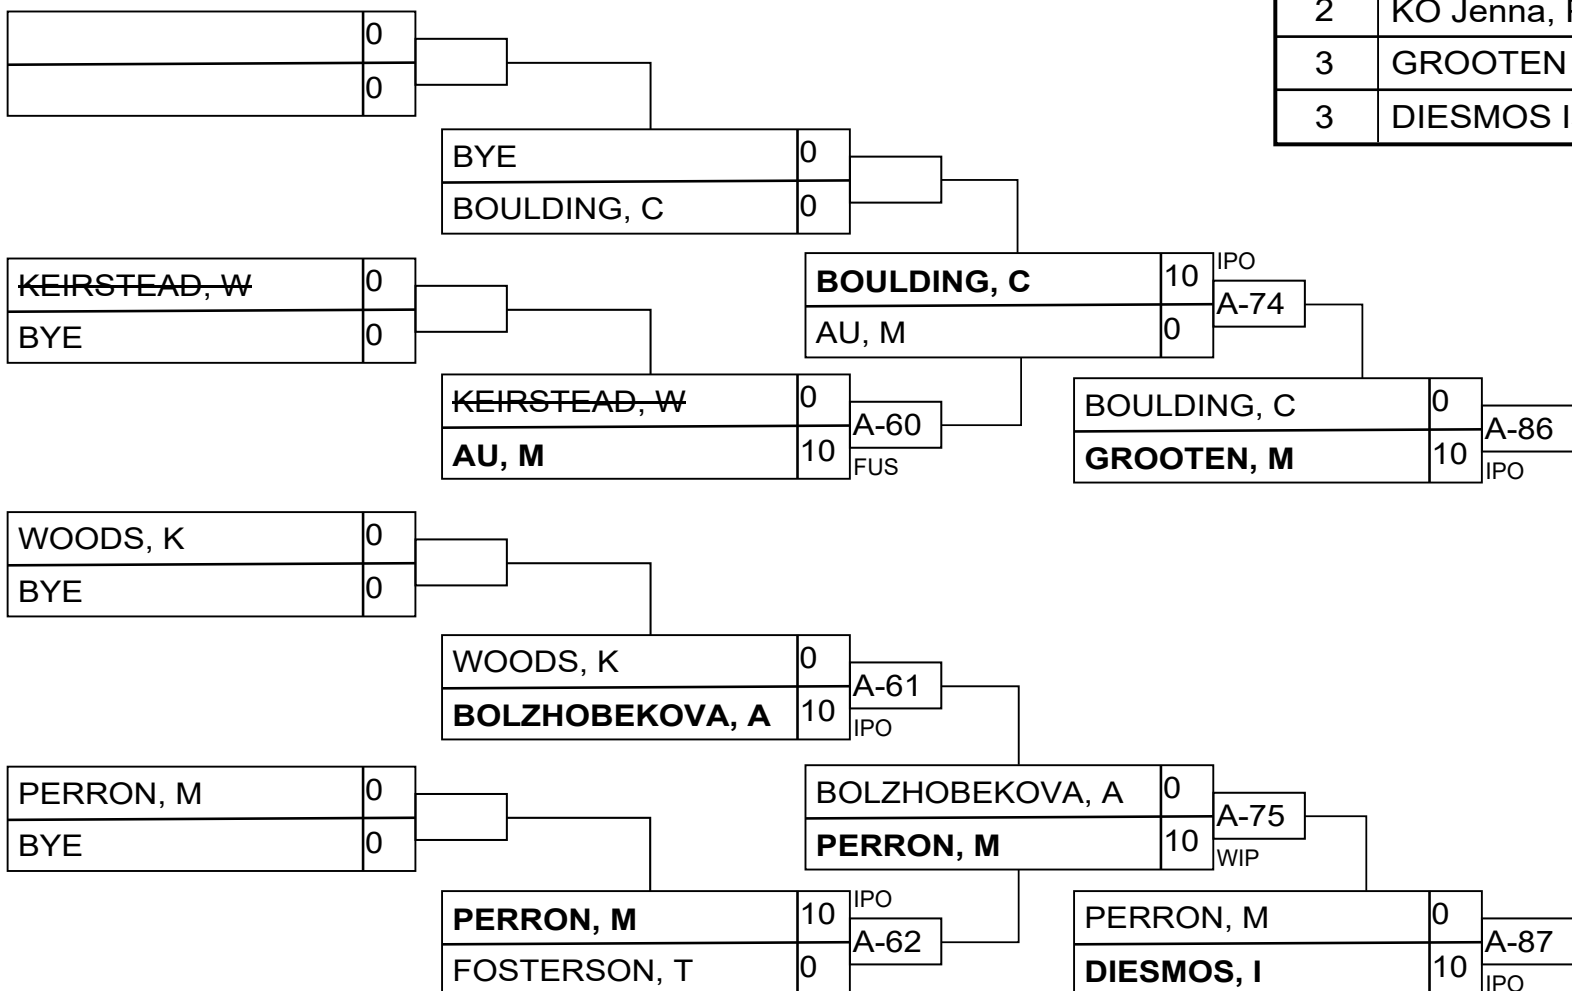 0
0
2 KO Jenna,
3 GROOTEN
3 DIESMOS I
BYE 0
BOULDING, C 0
KEIRSTEAD, W 0
BYE 0
BOULDING, C 10 IPO
A-74
AU, M 0
KEIRSTEAD, W 0
A-60
AU, M 10 FUS
BOULDING, C 0
A-86
GROOTEN, M 10 IPO
WOODS, K 0
BYE 0
WOODS, K 0
A-61
BOLZHOBEKOVA, A 10 IPO
PERRON, M 0
BYE 0
BOLZHOBEKOVA, A 0
A-75
PERRON, M 10 WIP
PERRON, M 10 IPO
A-62
FOSTERSON, T 0
PERRON, M 0
A-87
DIESMOS, I 10 IPO